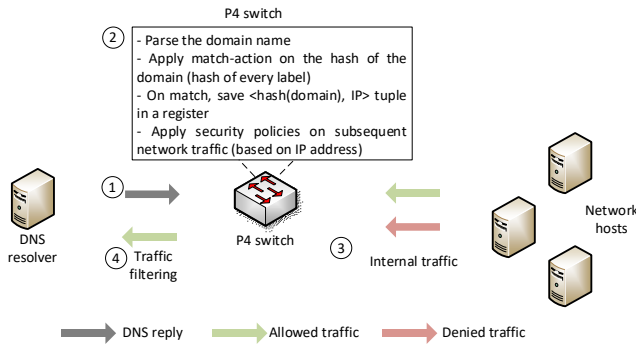 P4 switch
2
- Parse the domain name
- Apply match-action on the hash of the
domain (hash of every label)
- On match, save <hash(domain), IP> tuple
in a register
- Apply security policies on subsequent
network traffic (based on IP address)
1
DNS
resolver
P4 switch
4
Traffic
filtering
3
Internal traffic
Network
hosts
DNS reply
Allowed traffic
Denied traffic